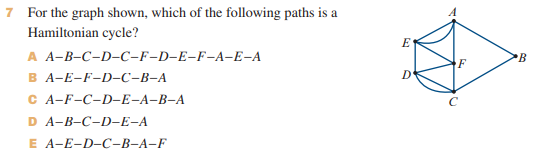 7 For the graph shown, which of the following paths is a
Hamiltonian cycle?
A A–B–C–D–C–F–D–E–F–A–E–A
B A–E–F–D–C–B–A
C A–F–C–D–E–A–B–A
D A–B–C–D–E–A
E A–E–D–C–B–A–F
A
E
F
B
D
C